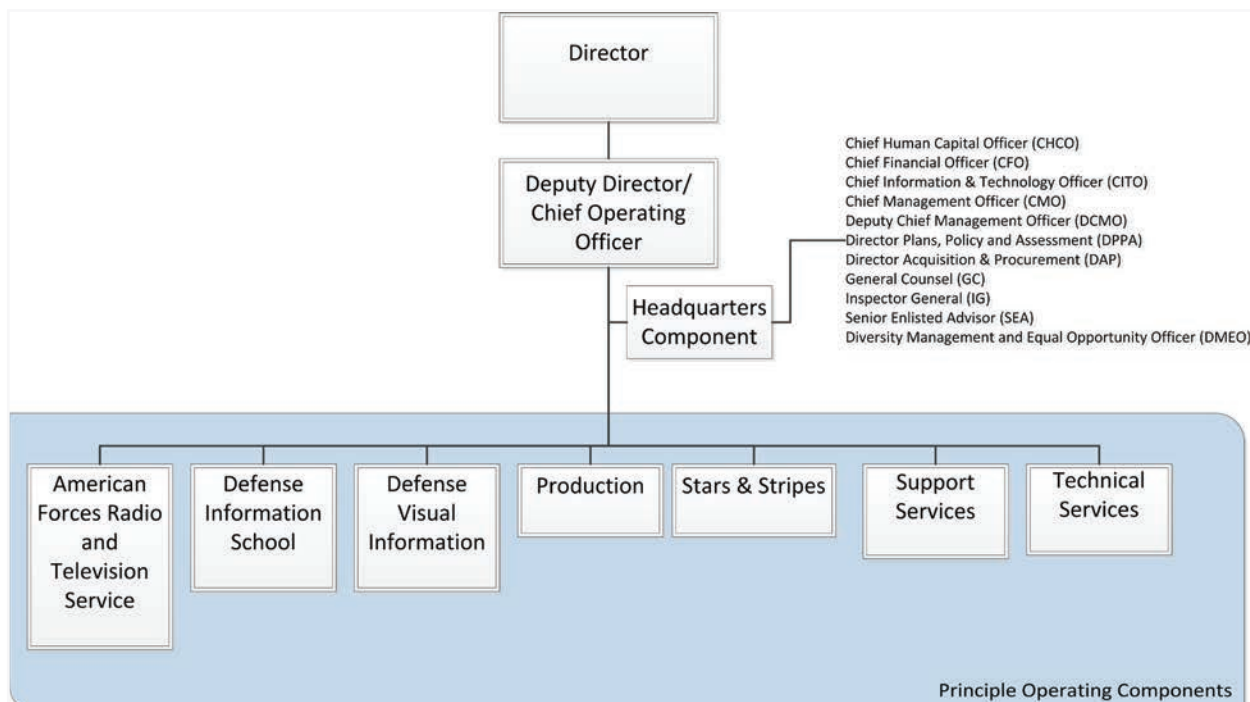 Director
Deputy Director/
Chief Operating
Officer
Headquarters
Component
Chief Human Capital Officer (CHCO)
Chief Financial Officer (CFO)
Chief Information & Technology Officer (CITO)
Chief Management Officer (CMO)
Deputy Chief Management Officer (DCMO)
Director Plans, Policy and Assessment (DPPA)
Director Acquisition & Procurement (DAP)
General Counsel (GC)
Inspector General (IG)
Senior Enlisted Advisor (SEA)
Diversity Management and Equal Opportunity Officer (DMEO)
American
Forces Radio
and
Television
Service
Defense
Information
School
Defense
Visual
Information
Production
Stars & Stripes
Support
Services
Technical
Services
Principle Operating Components